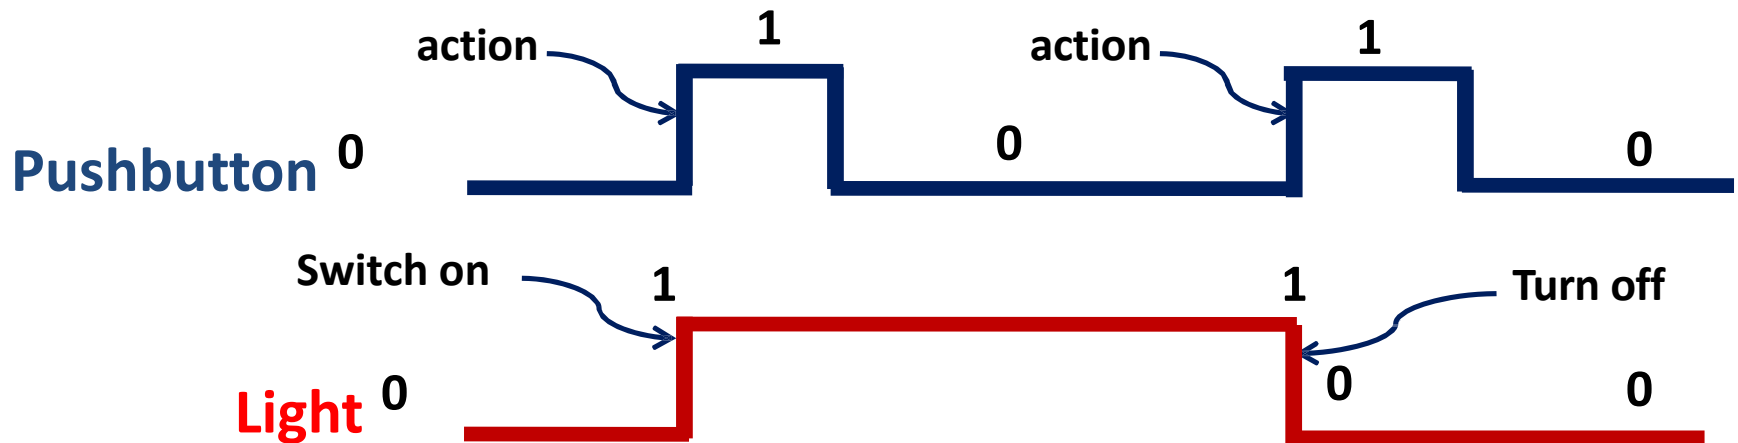 action 1 action 1
Pushbutton 0 0 0
Switch on 1 1 Turn off
Light 0 0 0